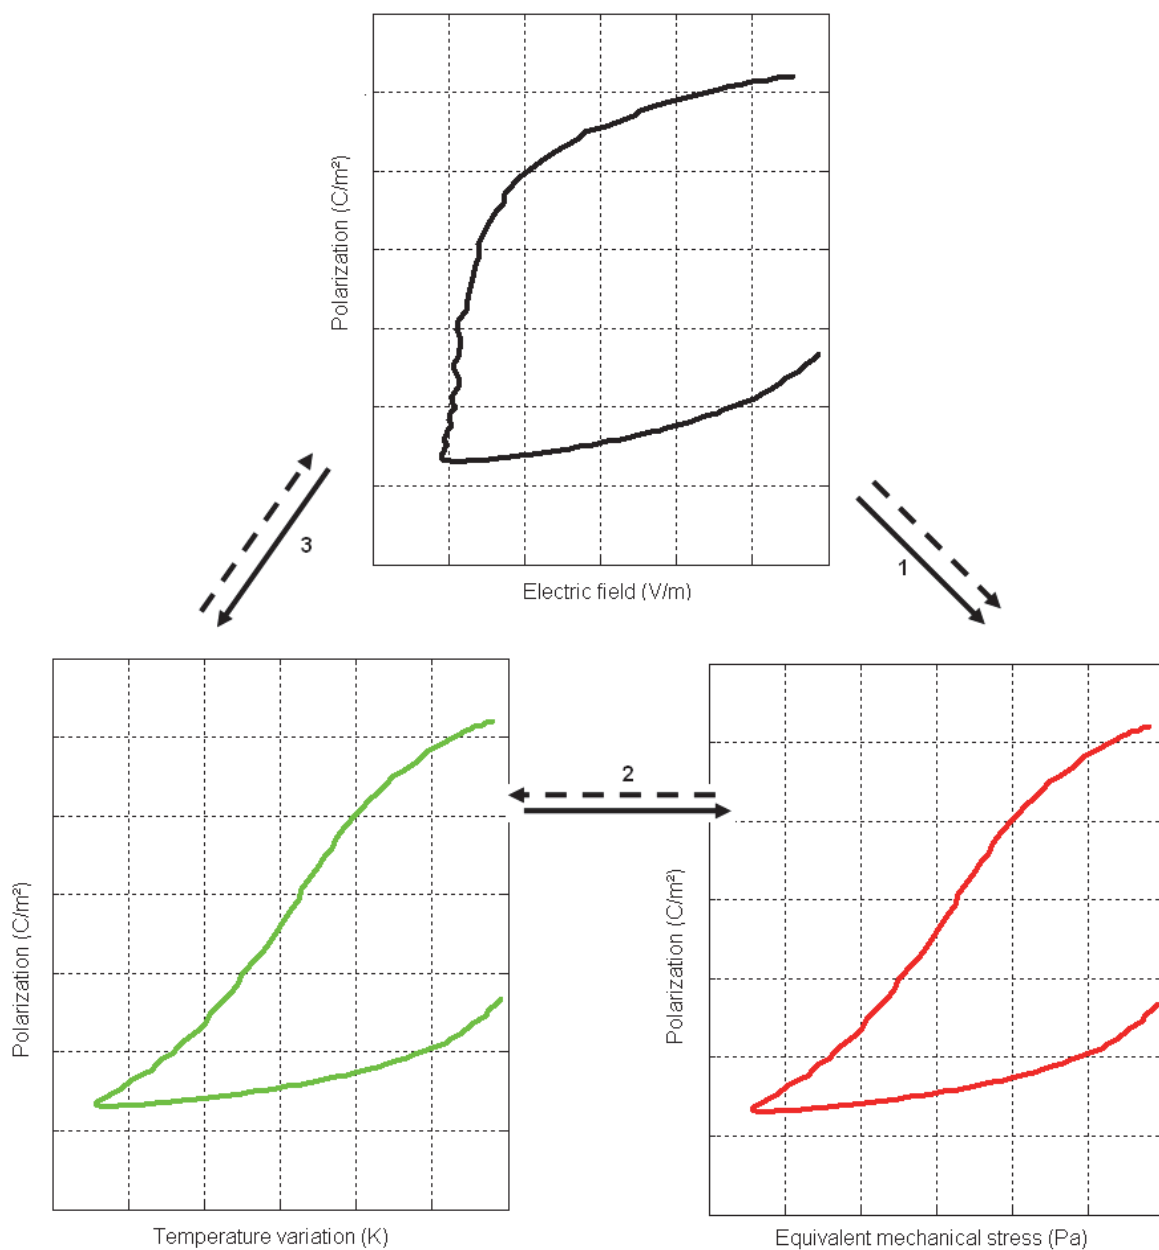 Polarization (C/m²)
Electric field (V/m)
3
1
2
Polarization (C/m²)
Temperature variation (K)
Polarization (C/m²)
Equivalent mechanical stress (Pa)